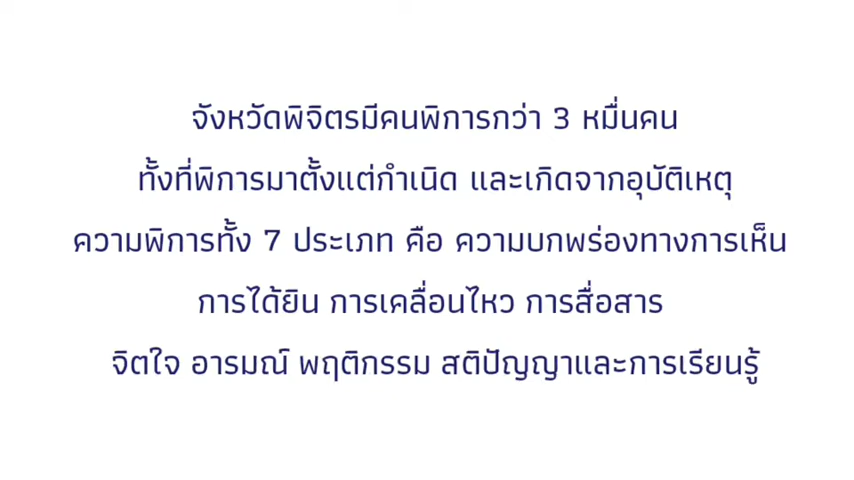 จังหวัดพิจิตรมีคนพิการกว่า 3 หมื่นคน
ทั้งที่พิการมาตั้งแต่กำเนิด และเกิดจากอุบัติเหตุ
ความพิการทั้ง 7 ประเภท คือ ความบกพร่องทางการเห็น
การได้ยิน การเคลื่อนไหว การสื่อสาร
จิตใจ อารมณ์ พฤติกรรม สติปัญญาและการเรียนรู้